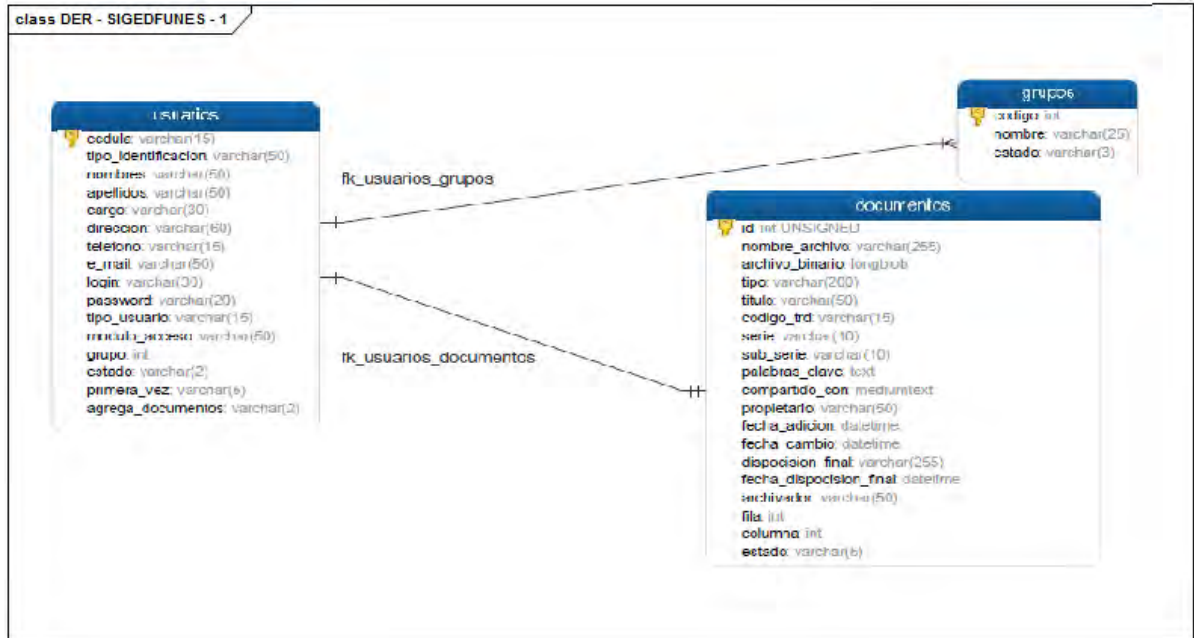 class DER - SIGEDFUNES - 1
usuarios
cedula: varchar(15)
tipo_identificacion: varchar(50)
nombres: varchar(50)
apellidos: varchar(50)
cargo: varchar(30)
direccion: varchar(60)
telefono: varchar(15)
e_mail: varchar(50)
login: varchar(30)
password: varchar(20)
tipo_usuario: varchar(15)
modulo_acceso: varchar(50)
grupo: int
estado: varchar(2)
primera_vez: varchar(5)
agrega_documentos: varchar(2)
fk_usuarios_grupos
fk_usuarios_documentos
grupos
codigo: int
nombre: varchar(25)
estado: varchar(3)
documentos
id: int UNSIGNED
nombre_archivo: varchar(255)
archivo_binario: longblob
tipo: varchar(200)
titulo: varchar(50)
codigo_trd: varchar(15)
serie: varchar(10)
sub_serie: varchar(10)
palabras_clave: text
compartido_con: mediumtext
propietario: varchar(50)
fecha_adicion: datetime
fecha_cambio: datetime
dispocision_final: varchar(255)
fecha_dispocision_final: datetime
archivador: varchar(50)
fila: int
columna: int
estado: varchar(5)